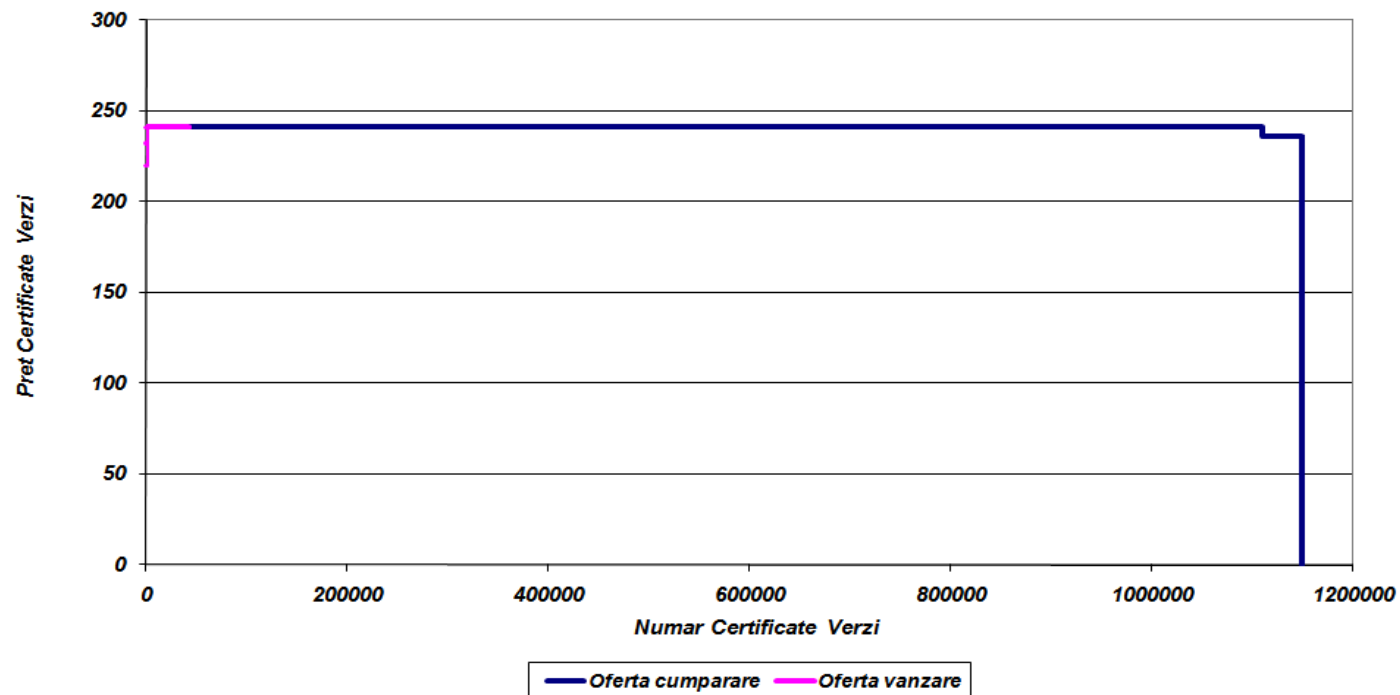 300
250
200
150
100
50
0
Pret Certificate Verzi
0 200000 400000 600000 800000 1000000 1200000
Numar Certificate Verzi
Oferta cumparare Oferta vanzare